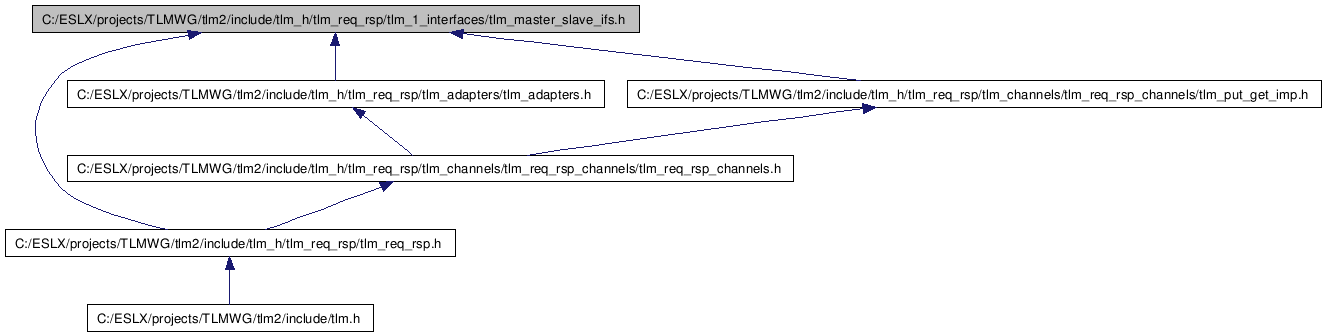 C:/ESLX/projects/TLMWG/tlm2/include/tlm_h/tlm_req_rsp/tlm_1_interfaces/tlm_master_slave_ifs.h
C:/ESLX/projects/TLMWG/tlm2/include/tlm_h/tlm_req_rsp/tlm_adapters/tlm_adapters.h
C:/ESLX/projects/TLMWG/tlm2/include/tlm_h/tlm_req_rsp/tlm_channels/tlm_req_rsp_channels/tlm_put_get_imp.h
C:/ESLX/projects/TLMWG/tlm2/include/tlm_h/tlm_req_rsp/tlm_channels/tlm_req_rsp_channels/tlm_req_rsp_channels.h
C:/ESLX/projects/TLMWG/tlm2/include/tlm_h/tlm_req_rsp/tlm_req_rsp.h
C:/ESLX/projects/TLMWG/tlm2/include/tlm.h